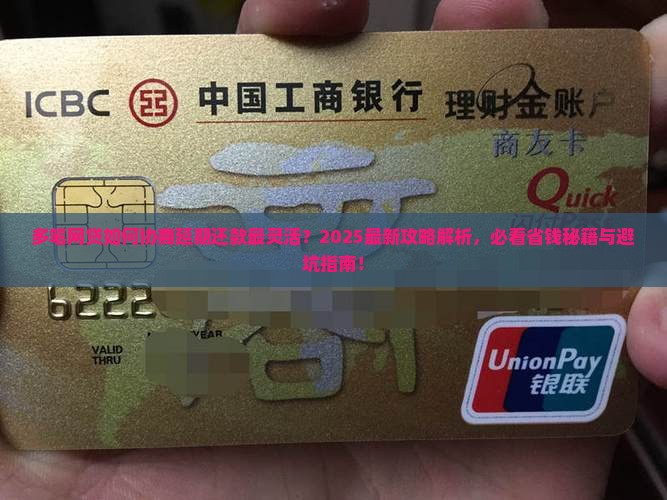 ICBC 中国工商银行 理财金账户
商友卡
Quick
多笔网贷如何协商延期还款最灵活？2025最新攻略解析，必看省钱秘籍与避
坑指南！
6222
YEAR
VALID
THRU
UnionPay
银联